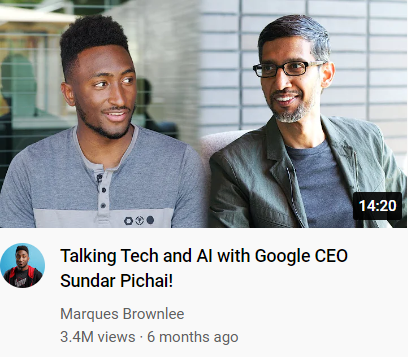 14:20
Talking Tech and AI with Google CEO
Sundar Pichai!
Marques Brownlee
3.4M views · 6 months ago